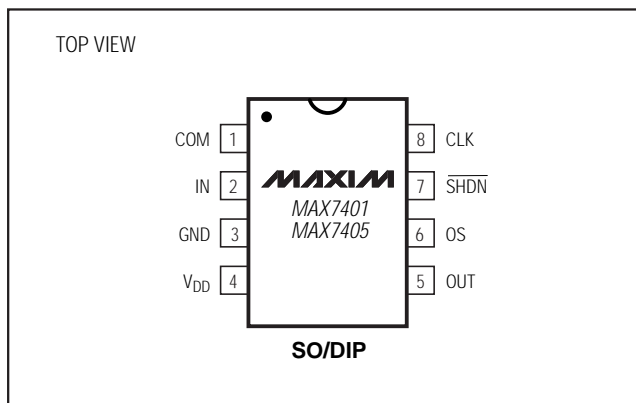 TOP VIEW
COM 1
IN 2
GND 3
VDD 4
MAXIM
MAX7401
MAX7405
8 CLK
7 SHDN
6 OS
5 OUT
SO/DIP